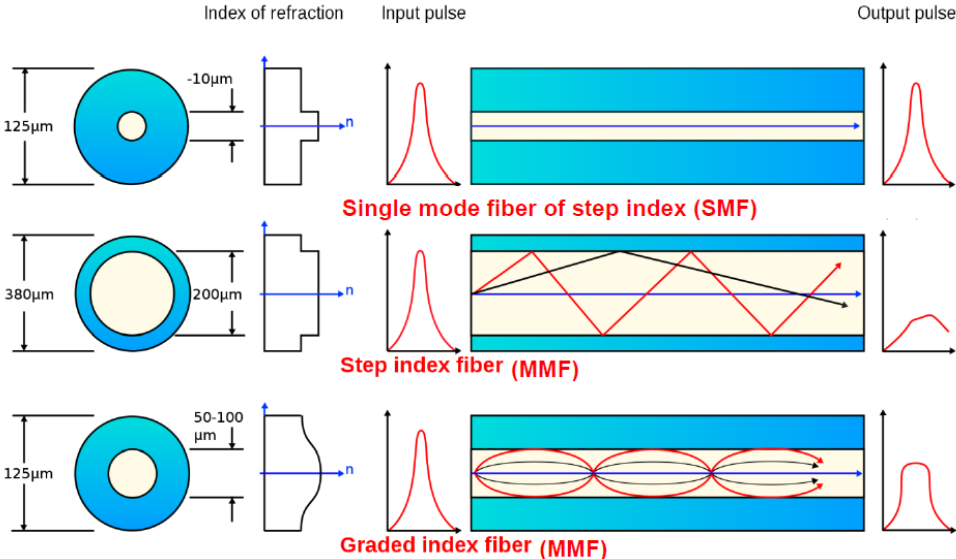 Index of refraction Input pulse Output pulse
-10µm
125µm
n
Single mode fiber of step index (SMF)
380µm
200µm
n
Step index fiber (MMF)
50-100
µm
125µm
n
Graded index fiber (MMF)